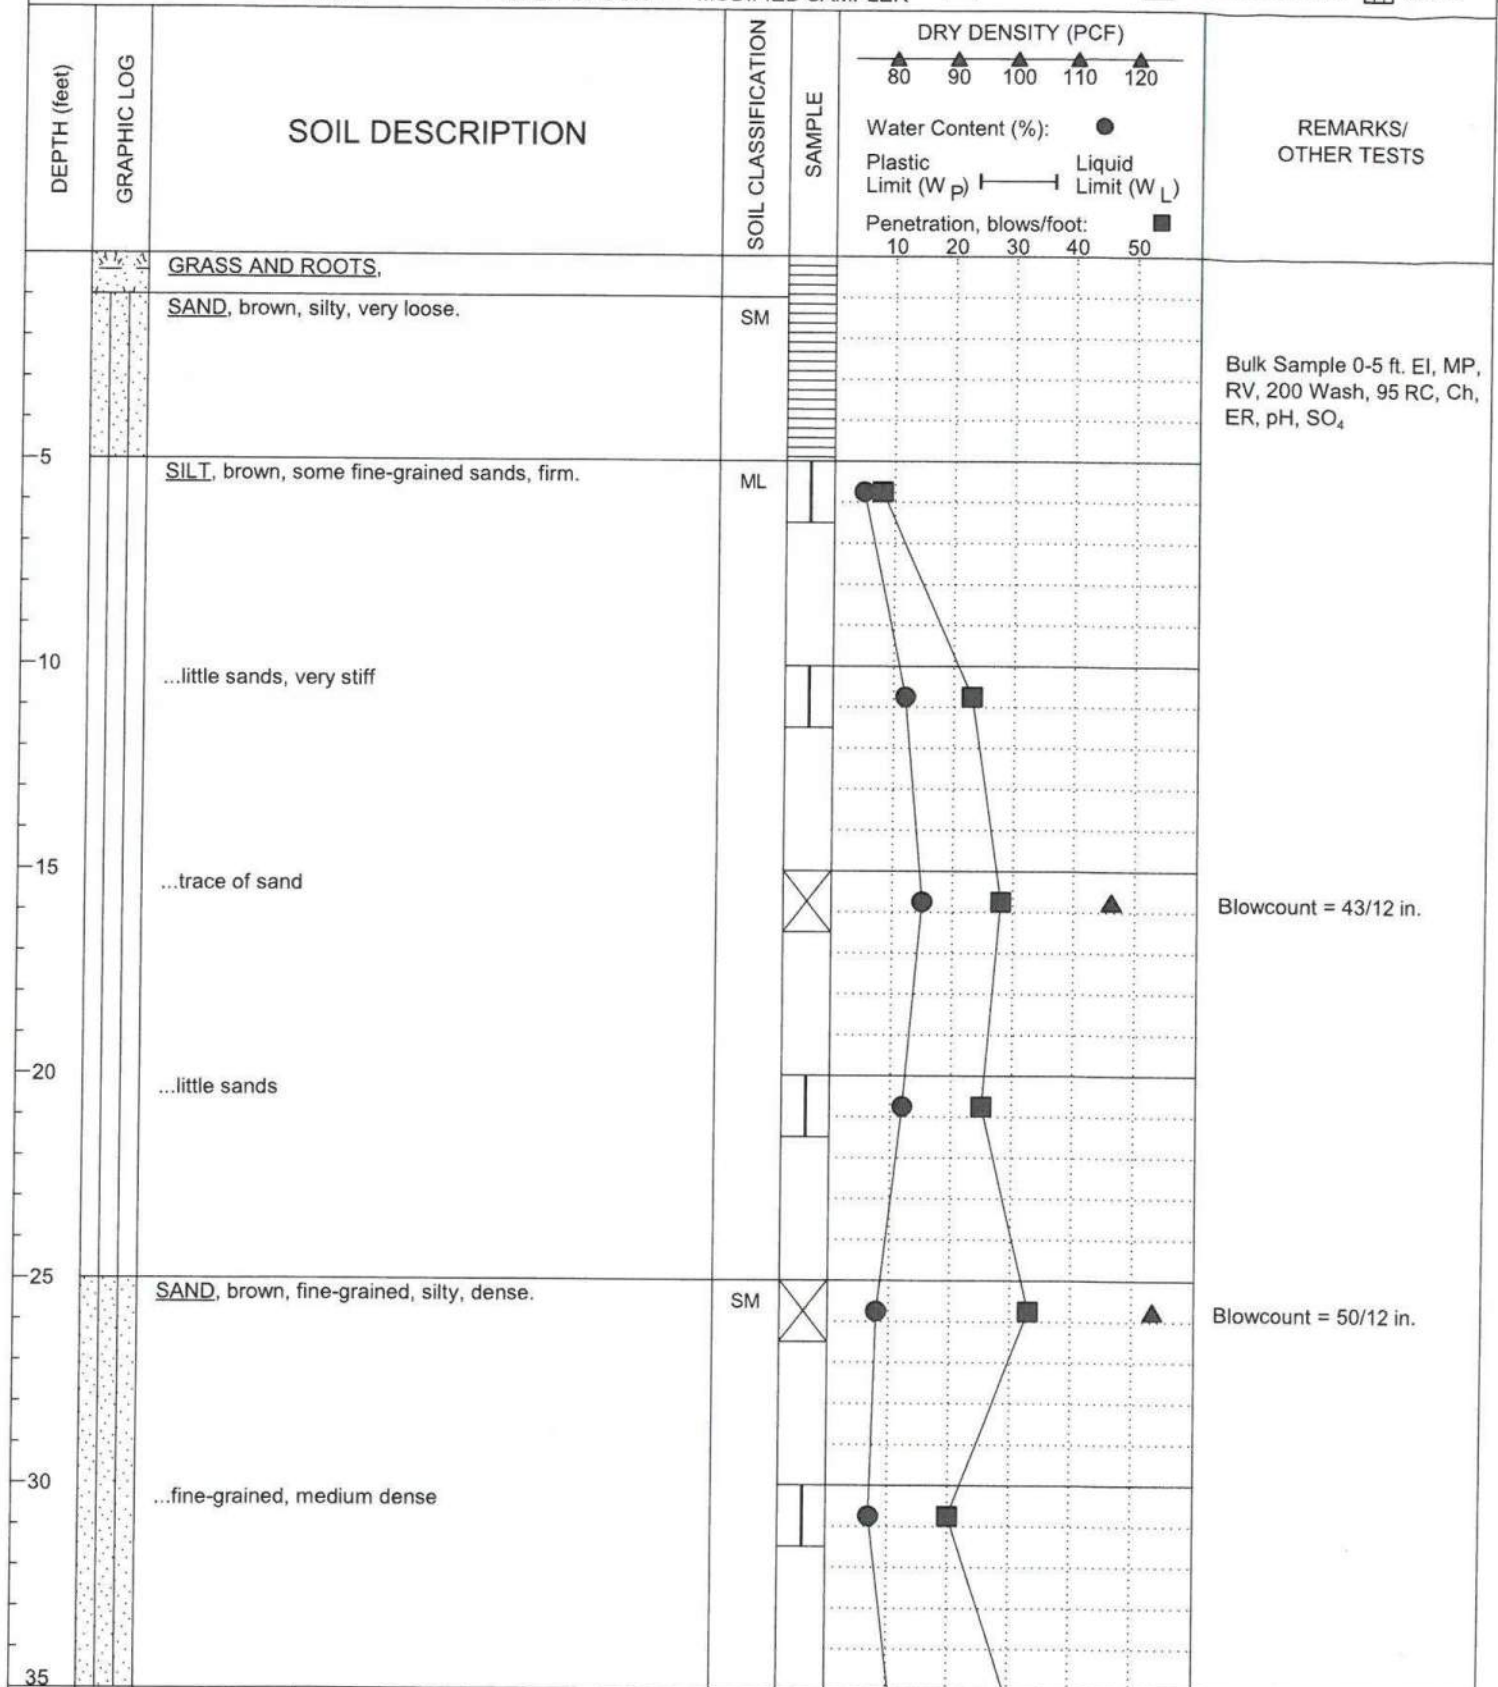 DEPTH (feet)
GRAPHIC LOG
SOIL DESCRIPTION
SOIL CLASSIFICATION
SAMPLE
DRY DENSITY (PCF)
80 90 100 110 120
Water Content (%):
Plastic Liquid
Limit (W P) Limit (W L)
Penetration, blows/foot:
10 20 30 40 50
REMARKS/
OTHER TESTS
GRASS AND ROOTS,
SAND, brown, silty, very loose.
SM
Bulk Sample 0-5 ft. EI, MP,
RV, 200 Wash, 95 RC, Ch,
ER, pH, SO₄
5
SILT, brown, some fine-grained sands, firm.
ML
10
...little sands, very stiff
15
...trace of sand
Blowcount = 43/12 in.
20
...little sands
25
SAND, brown, fine-grained, silty, dense.
SM
Blowcount = 50/12 in.
30
...fine-grained, medium dense
35